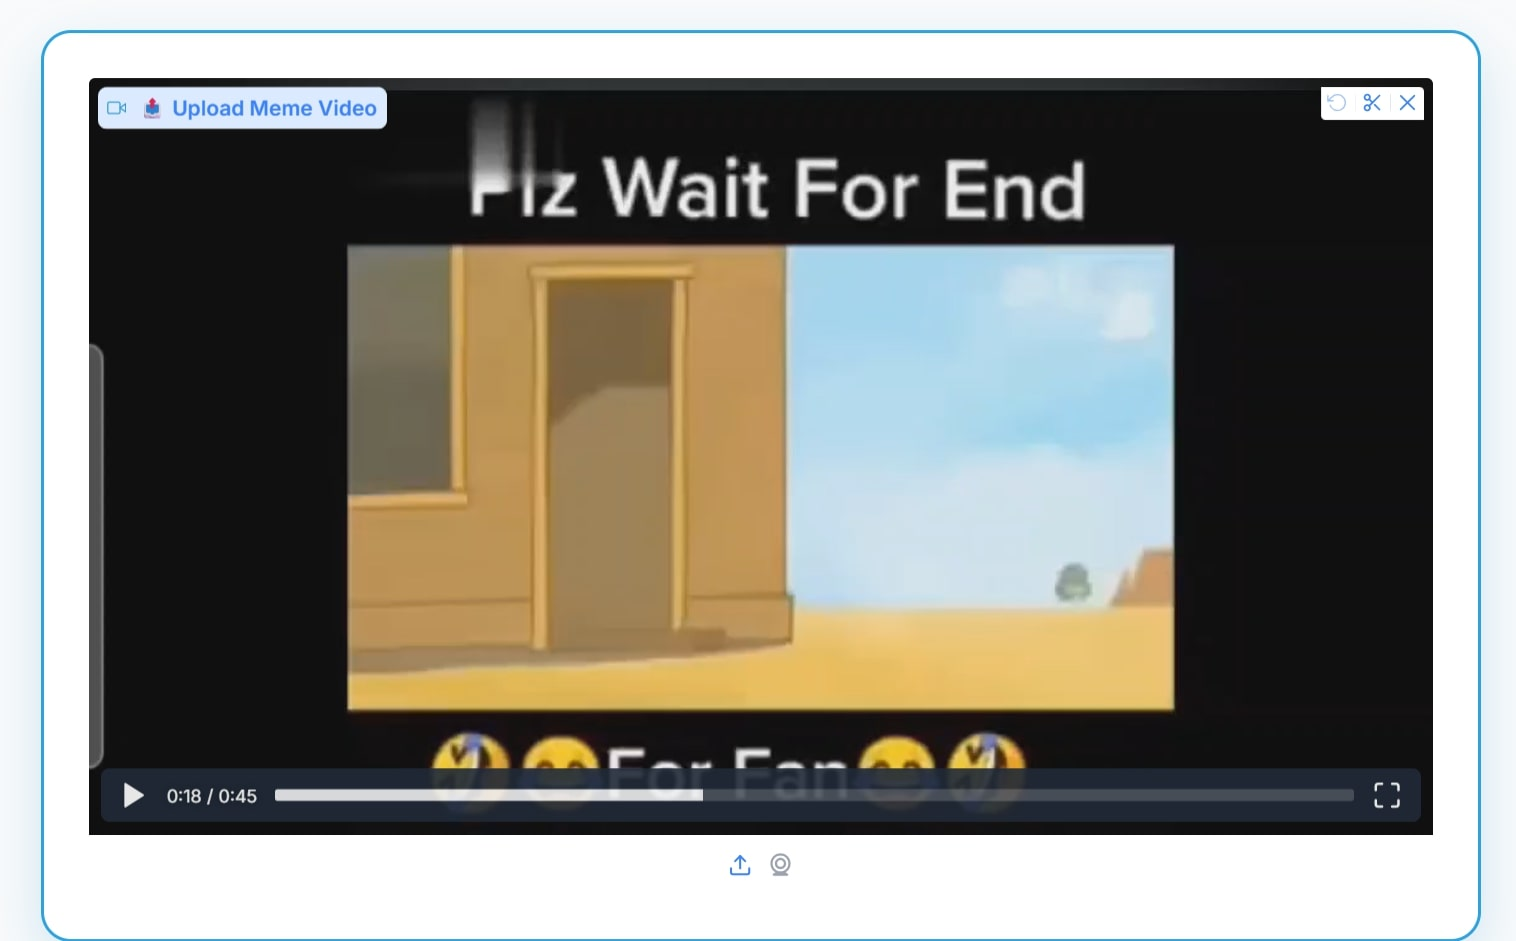 Upload Meme Video
Plz Wait For End
For Fan
0:18 / 0:45